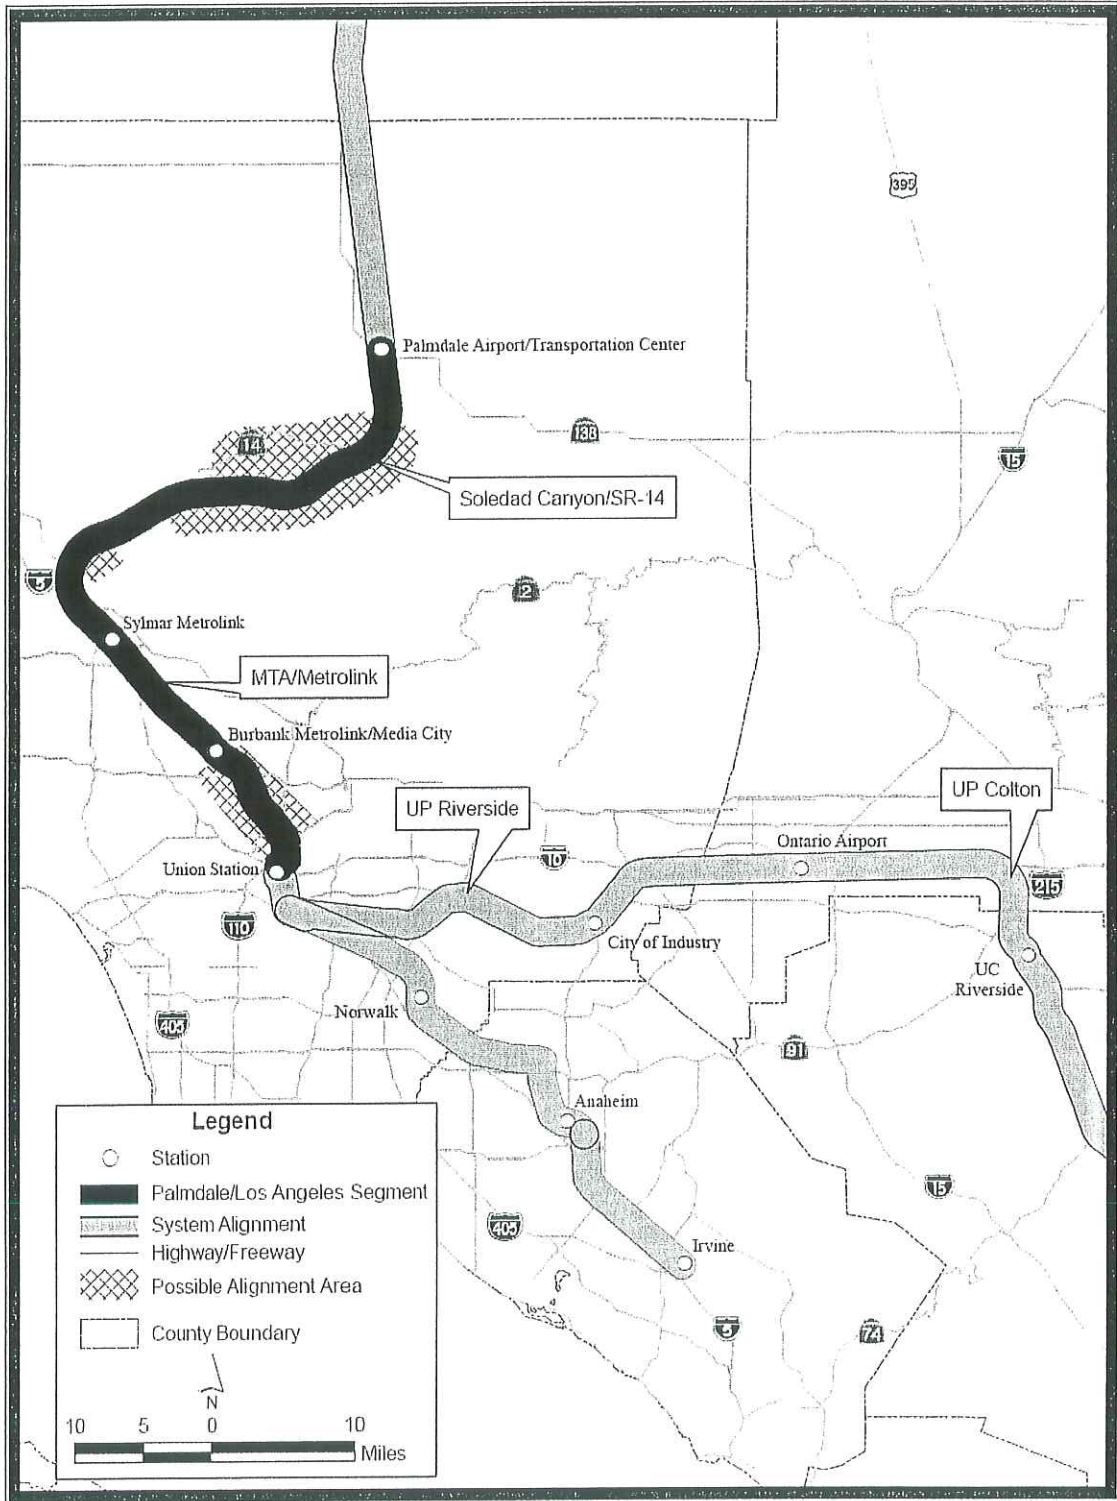 395
Palmdale Airport/Transportation Center
14
138
15
Soledad Canyon/SR-14
5
2
Sylmar Metrolink
MTA/Metrolink
Burbank Metrolink/Media City
UP Riverside
UP Colton
Union Station
10
Ontario Airport
215
110
City of Industry
UC
Riverside
Norwalk
405
91
Anaheim
Legend
Station
Palmdale/Los Angeles Segment
System Alignment
Highway/Freeway
Possible Alignment Area
County Boundary
N
10 5 0 10
Miles
15
405
Irvine
5
74